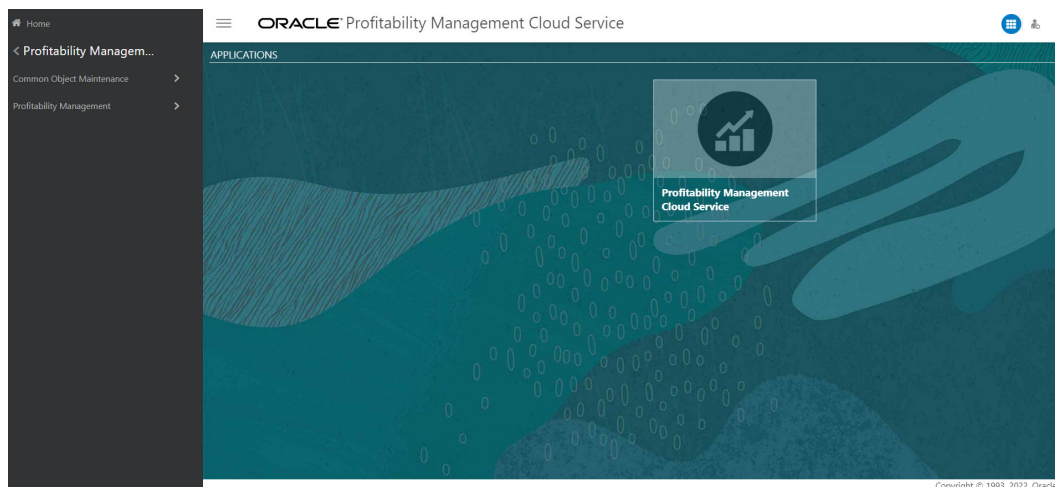 Home
ORACLE® Profitability Management Cloud Service
< Profitability Managem...
APPLICATIONS
Common Object Maintenance
Profitability Management
Profitability Management
Cloud Service
Copyright © 1993, 2022, Oracle